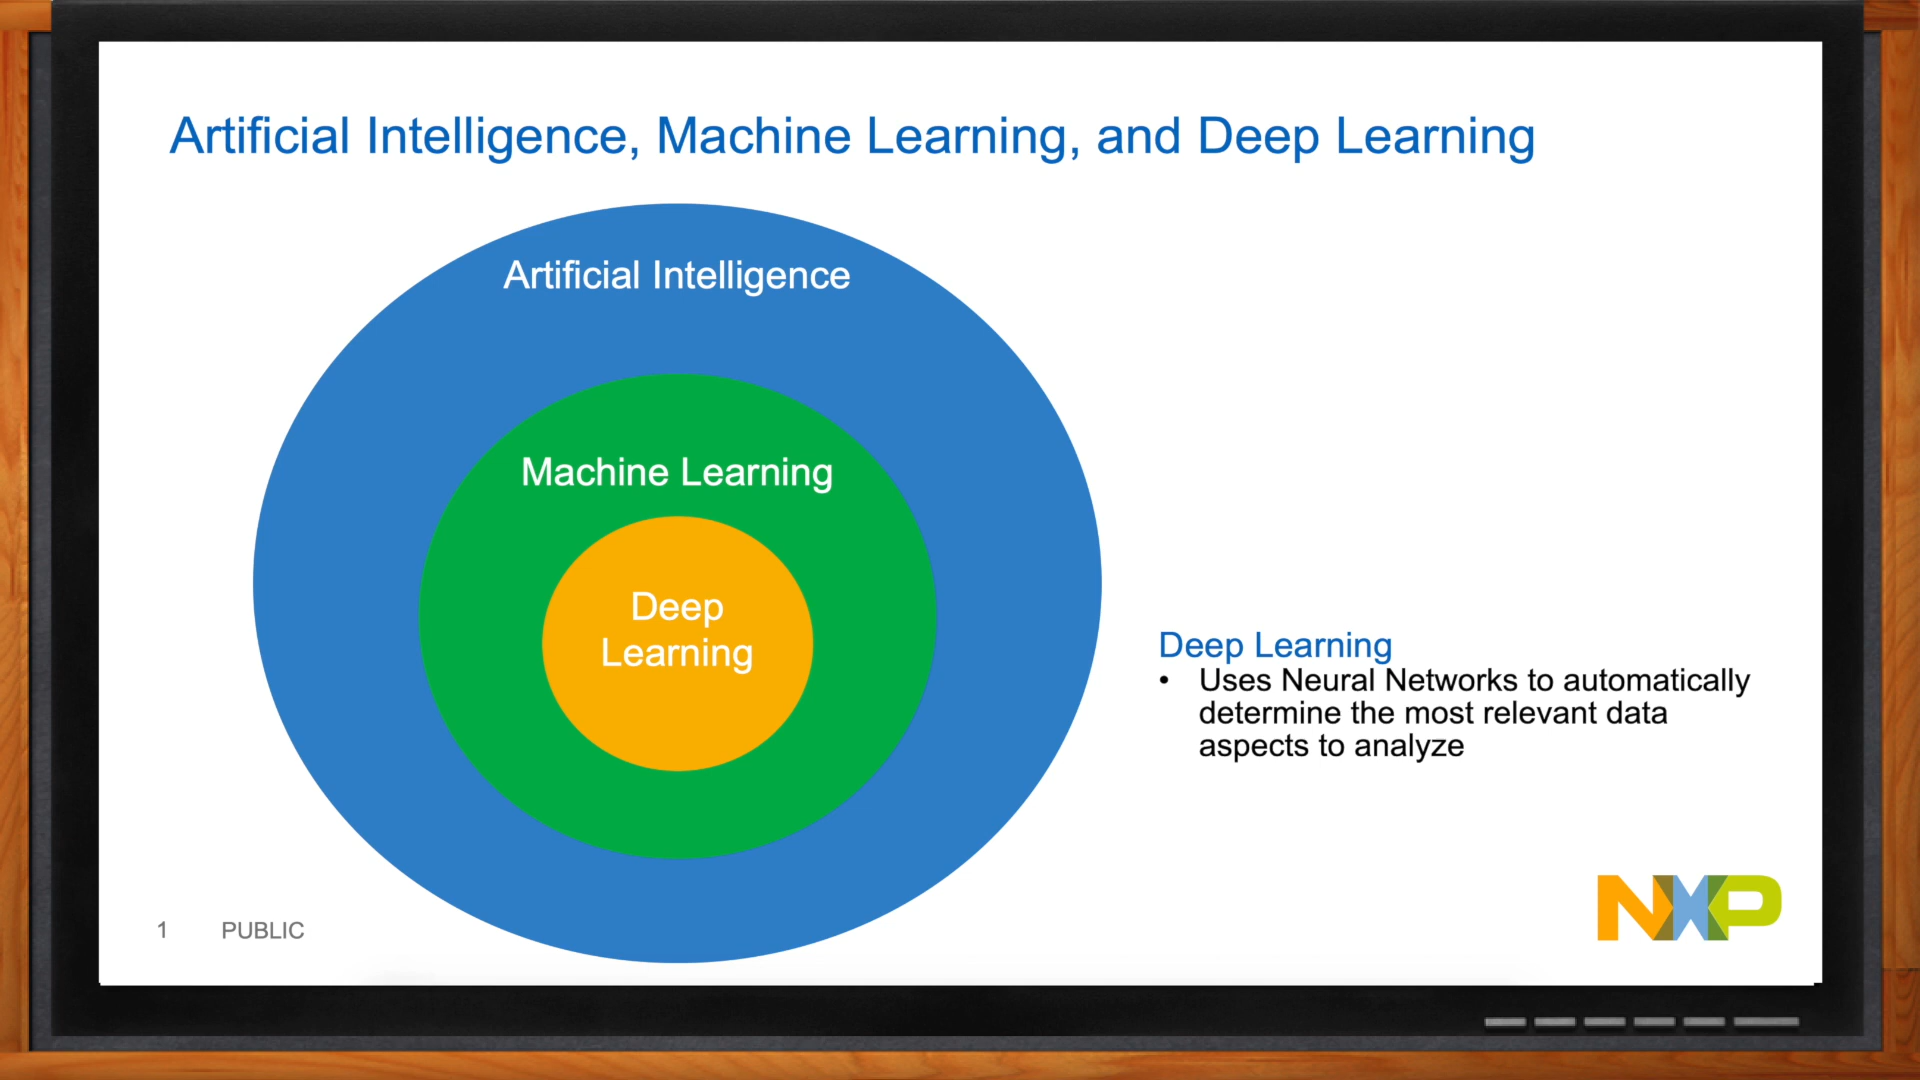 Artificial Intelligence, Machine Learning, and Deep Learning
Artificial Intelligence
Machine Learning
Deep
Learning
Deep Learning
• Uses Neural Networks to automatically
determine the most relevant data
aspects to analyze
1 PUBLIC
NXP